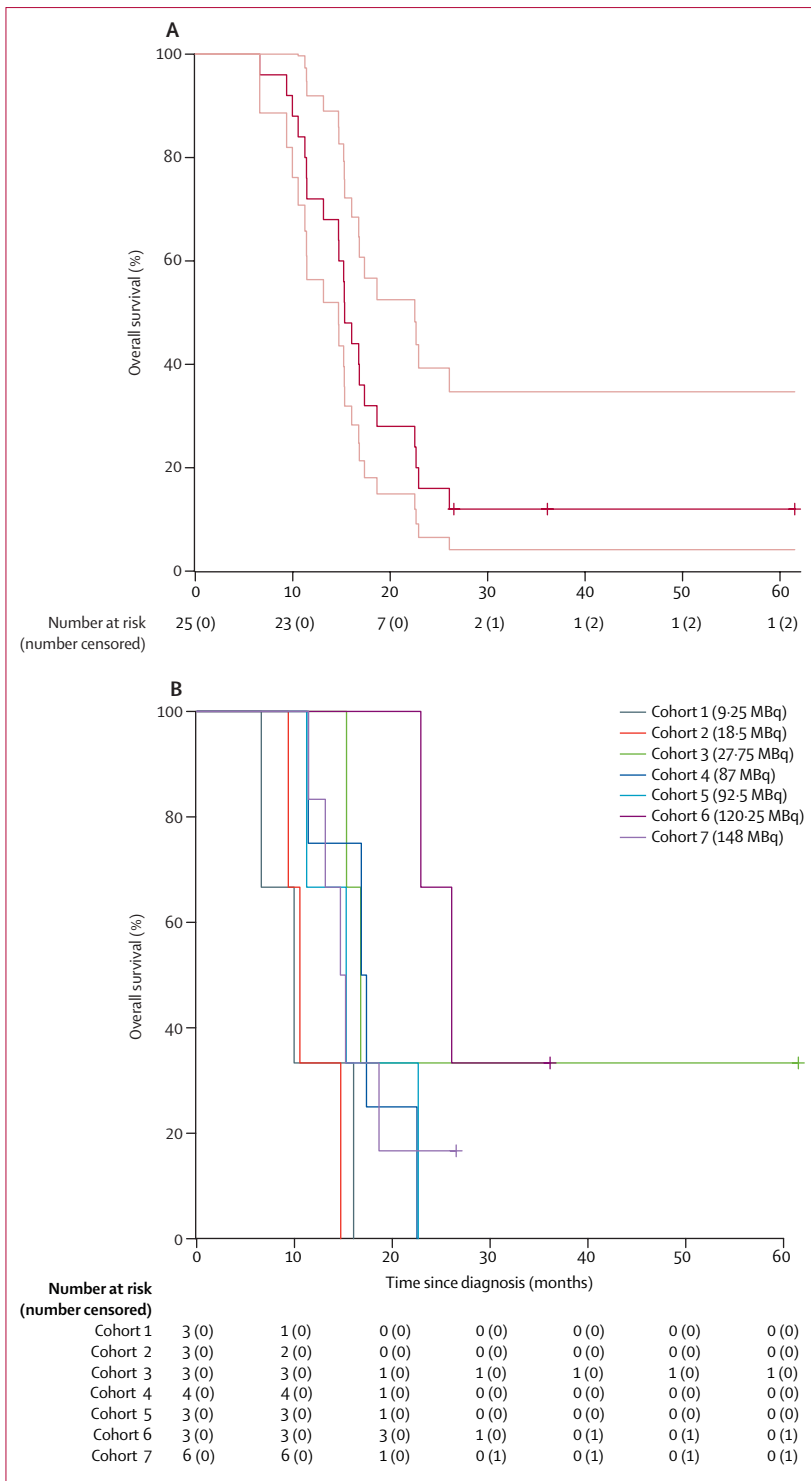 A
100
80
60
40
20
0
Overall survival (%)
0 10 20 30 40 50 60
Number at risk
(number censored)
25 (0) 23 (0) 7 (0) 2 (1) 1 (2) 1 (2) 1 (2)
B
100
80
60
40
20
0
Overall survival (%)
Cohort 1 (9·25 MBq)
Cohort 2 (18·5 MBq)
Cohort 3 (27·75 MBq)
Cohort 4 (87 MBq)
Cohort 5 (92·5 MBq)
Cohort 6 (120·25 MBq)
Cohort 7 (148 MBq)
0 10 20 30 40 50 60
Time since diagnosis (months)
Number at risk
(number censored)
Cohort 1 3 (0) 1 (0) 0 (0) 0 (0) 0 (0) 0 (0) 0 (0)
Cohort 2 3 (0) 2 (0) 0 (0) 0 (0) 0 (0) 0 (0) 0 (0)
Cohort 3 3 (0) 3 (0) 1 (0) 1 (0) 1 (0) 1 (0) 1 (0)
Cohort 4 4 (0) 4 (0) 1 (0) 0 (0) 0 (0) 0 (0) 0 (0)
Cohort 5 3 (0) 3 (0) 1 (0) 0 (0) 0 (0) 0 (0) 0 (0)
Cohort 6 3 (0) 3 (0) 3 (0) 1 (0) 0 (1) 0 (1) 0 (1)
Cohort 7 6 (0) 6 (0) 1 (0) 0 (1) 0 (1) 0 (1) 0 (1)